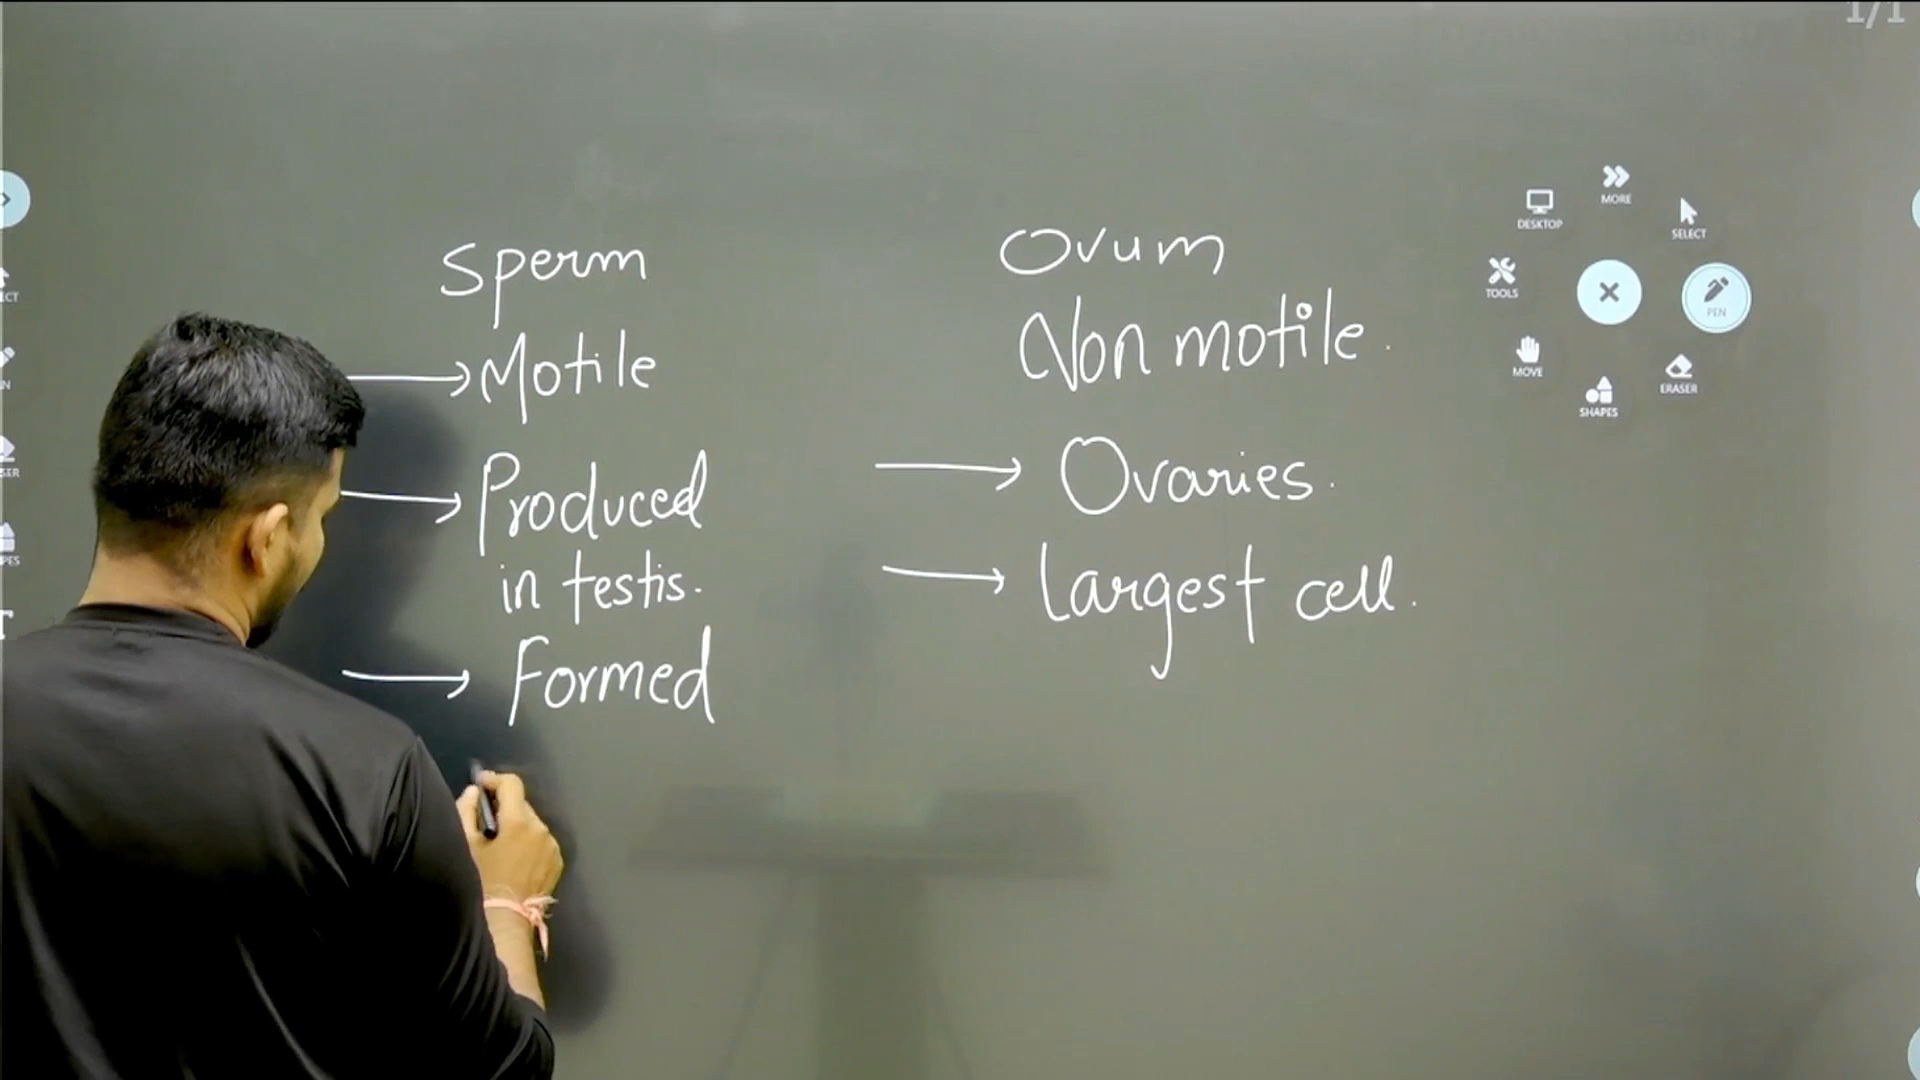 1/1
Sperm
Motile
Produced
in testis.
Formed
Ovum
Non motile.
Ovaries.
Largest cell.
MORE
DESKTOP
SELECT
TOOLS
PEN
MOVE
ERASER
SHAPES